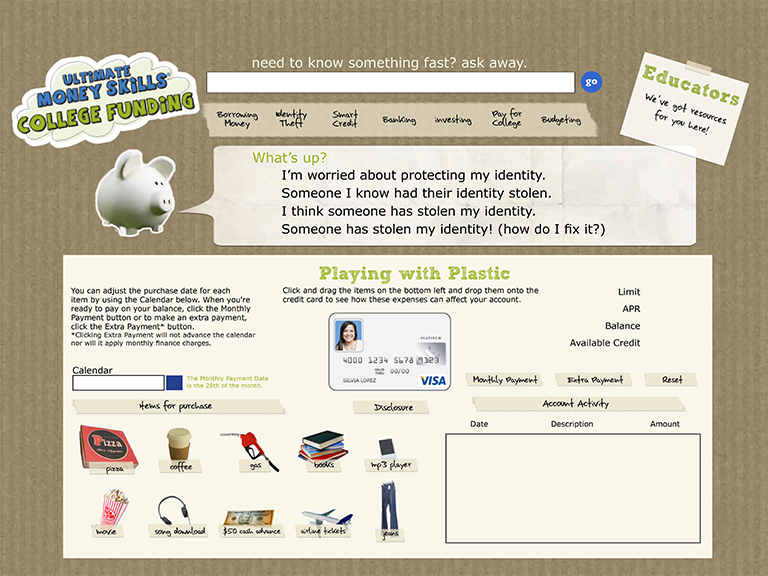 need to know something fast? ask away.
go
ULTIMATE
MONEY SKiLLS®
COLLEGE FUNDiNG
Borrowing
Money
identity
Theft
Smart
Credit
Banking
investing
Pay for
College
Budgeting
Educators
We've got resources
for you here!
What's up?
I'm worried about protecting my identity.
Someone I know had their identity stolen.
I think someone has stolen my identity.
Someone has stolen my identity! (how do I fix it?)
Playing with Plastic
You can adjust the purchase date for each
item by using the Calendar below. When you're
ready to pay on your balance, click the Monthly
Payment button or to make an extra payment,
click the Extra Payment* button.
*Clicking Extra Payment will not advance the calendar
nor will it apply monthly finance charges.
Click and drag the items on the bottom left and drop them onto the
credit card to see how these expenses can affect your account.
Limit
APR
Balance
Available Credit
PLATINUM
4000 1234 5678 9123
VALID
THRU 00/00
SILVIA LOPEZ
VISA
Calendar
The Monthly Payment Date
is the 28th of the month.
Monthly Payment
Extra Payment
Reset
items for purchase
Disclosure
Account Activity
Date
Description
Amount
Pizza
pizza
coffee
gas
books
mp3 player
movie
song download
$50 cash advance
airline tickets
jeans